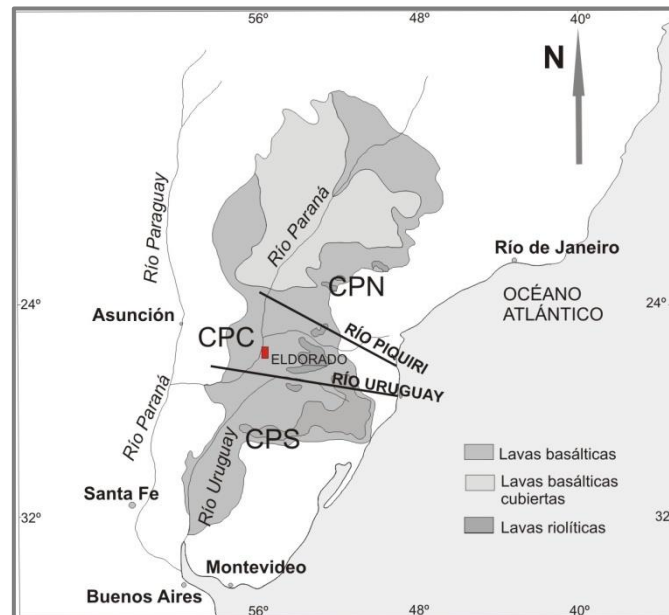 56º
48º
40º
N
Río Paraguay
Río Paraná
Río de Janeiro
24º
CPN
24º
OCÉANO
ATLÁNTICO
Asunción
CPC
RÍO PIQUIRI
ELDORADO
RÍO URUGUAY
Río Paraná
CPS
Río Uruguay
Lavas basálticas
Lavas basálticas
cubiertas
Lavas riolíticas
Santa Fe
32º
32
Montevideo
Buenos Aires
56º
48º
40º